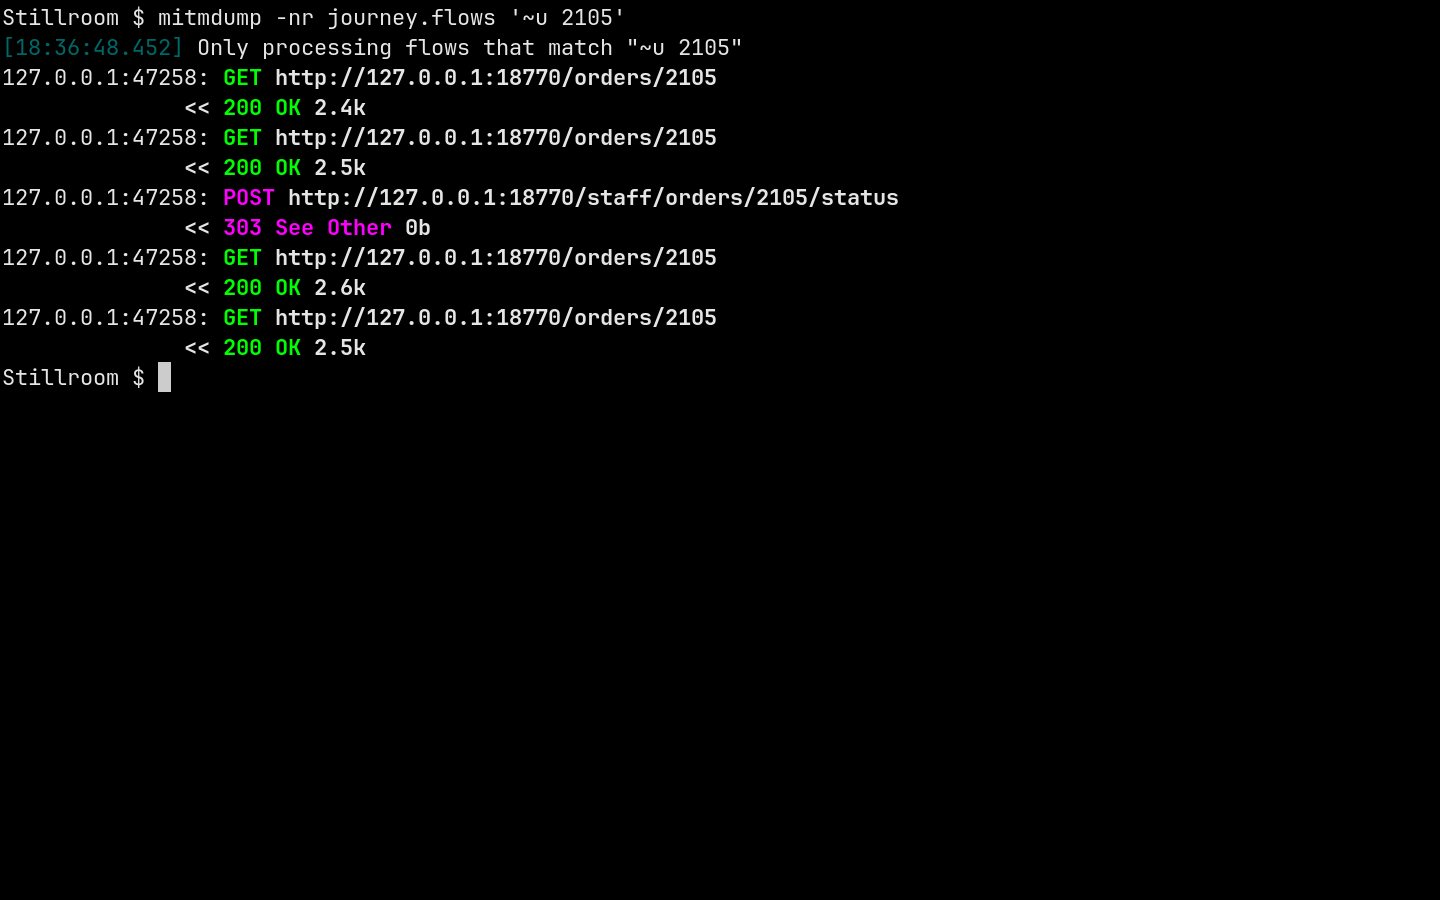 Stillroom $ mitmdump -nr journey.flows '~u 2105'
[18:36:48.452] Only processing flows that match "~u 2105"
127.0.0.1:47258: GET http://127.0.0.1:18770/orders/2105
<< 200 OK 2.4k
127.0.0.1:47258: GET http://127.0.0.1:18770/orders/2105
<< 200 OK 2.5k
127.0.0.1:47258: POST http://127.0.0.1:18770/staff/orders/2105/status
<< 303 See Other 0b
127.0.0.1:47258: GET http://127.0.0.1:18770/orders/2105
<< 200 OK 2.6k
127.0.0.1:47258: GET http://127.0.0.1:18770/orders/2105
<< 200 OK 2.5k
Stillroom $